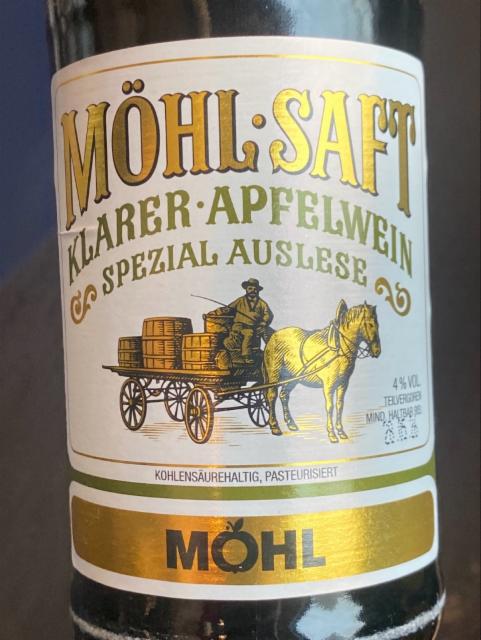 MÖHL·SAFT
KLARER·APFELWEIN
SPEZIAL AUSLESE
4% VOL.
TEILVERGOREN
MIND. HALTBAR BIS:
KOHLENSÄUREHALTIG, PASTEURISIERT
MÖHL